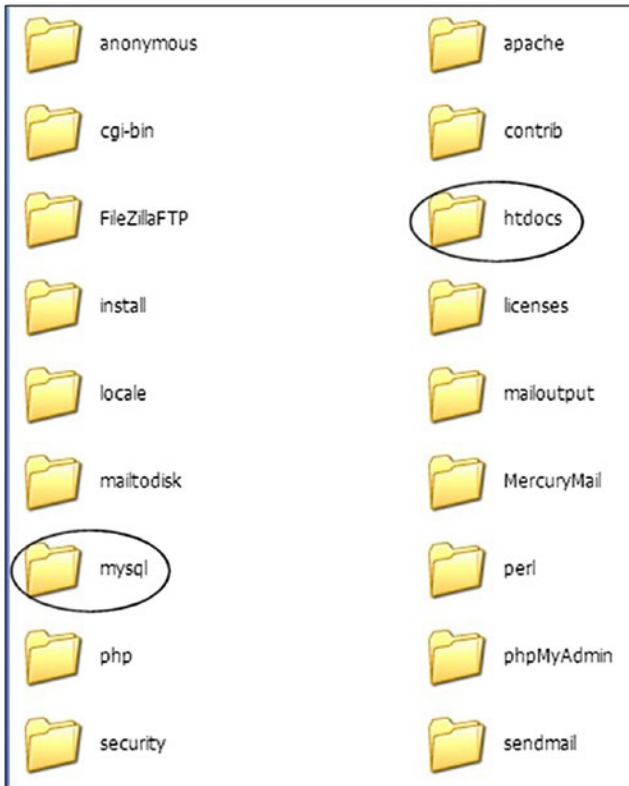 anonymous
apache
cgi-bin
contrib
FileZillaFTP
htdocs
install
licenses
locale
mailoutput
mailtodisk
MercuryMail
mysql
perl
php
phpMyAdmin
security
sendmail